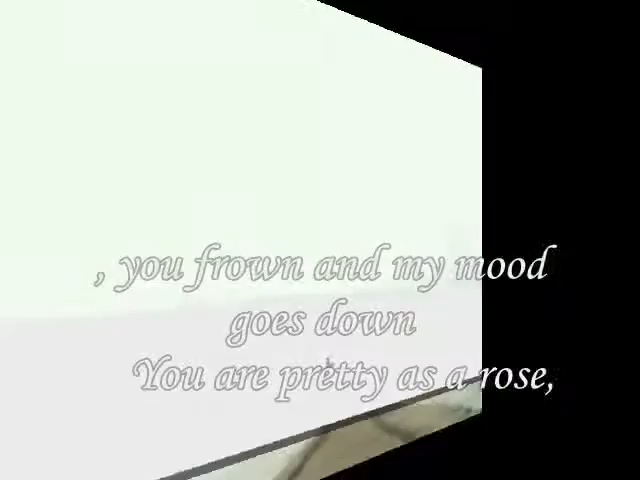 , you frown and my mood
goes down
You are pretty as a rose,